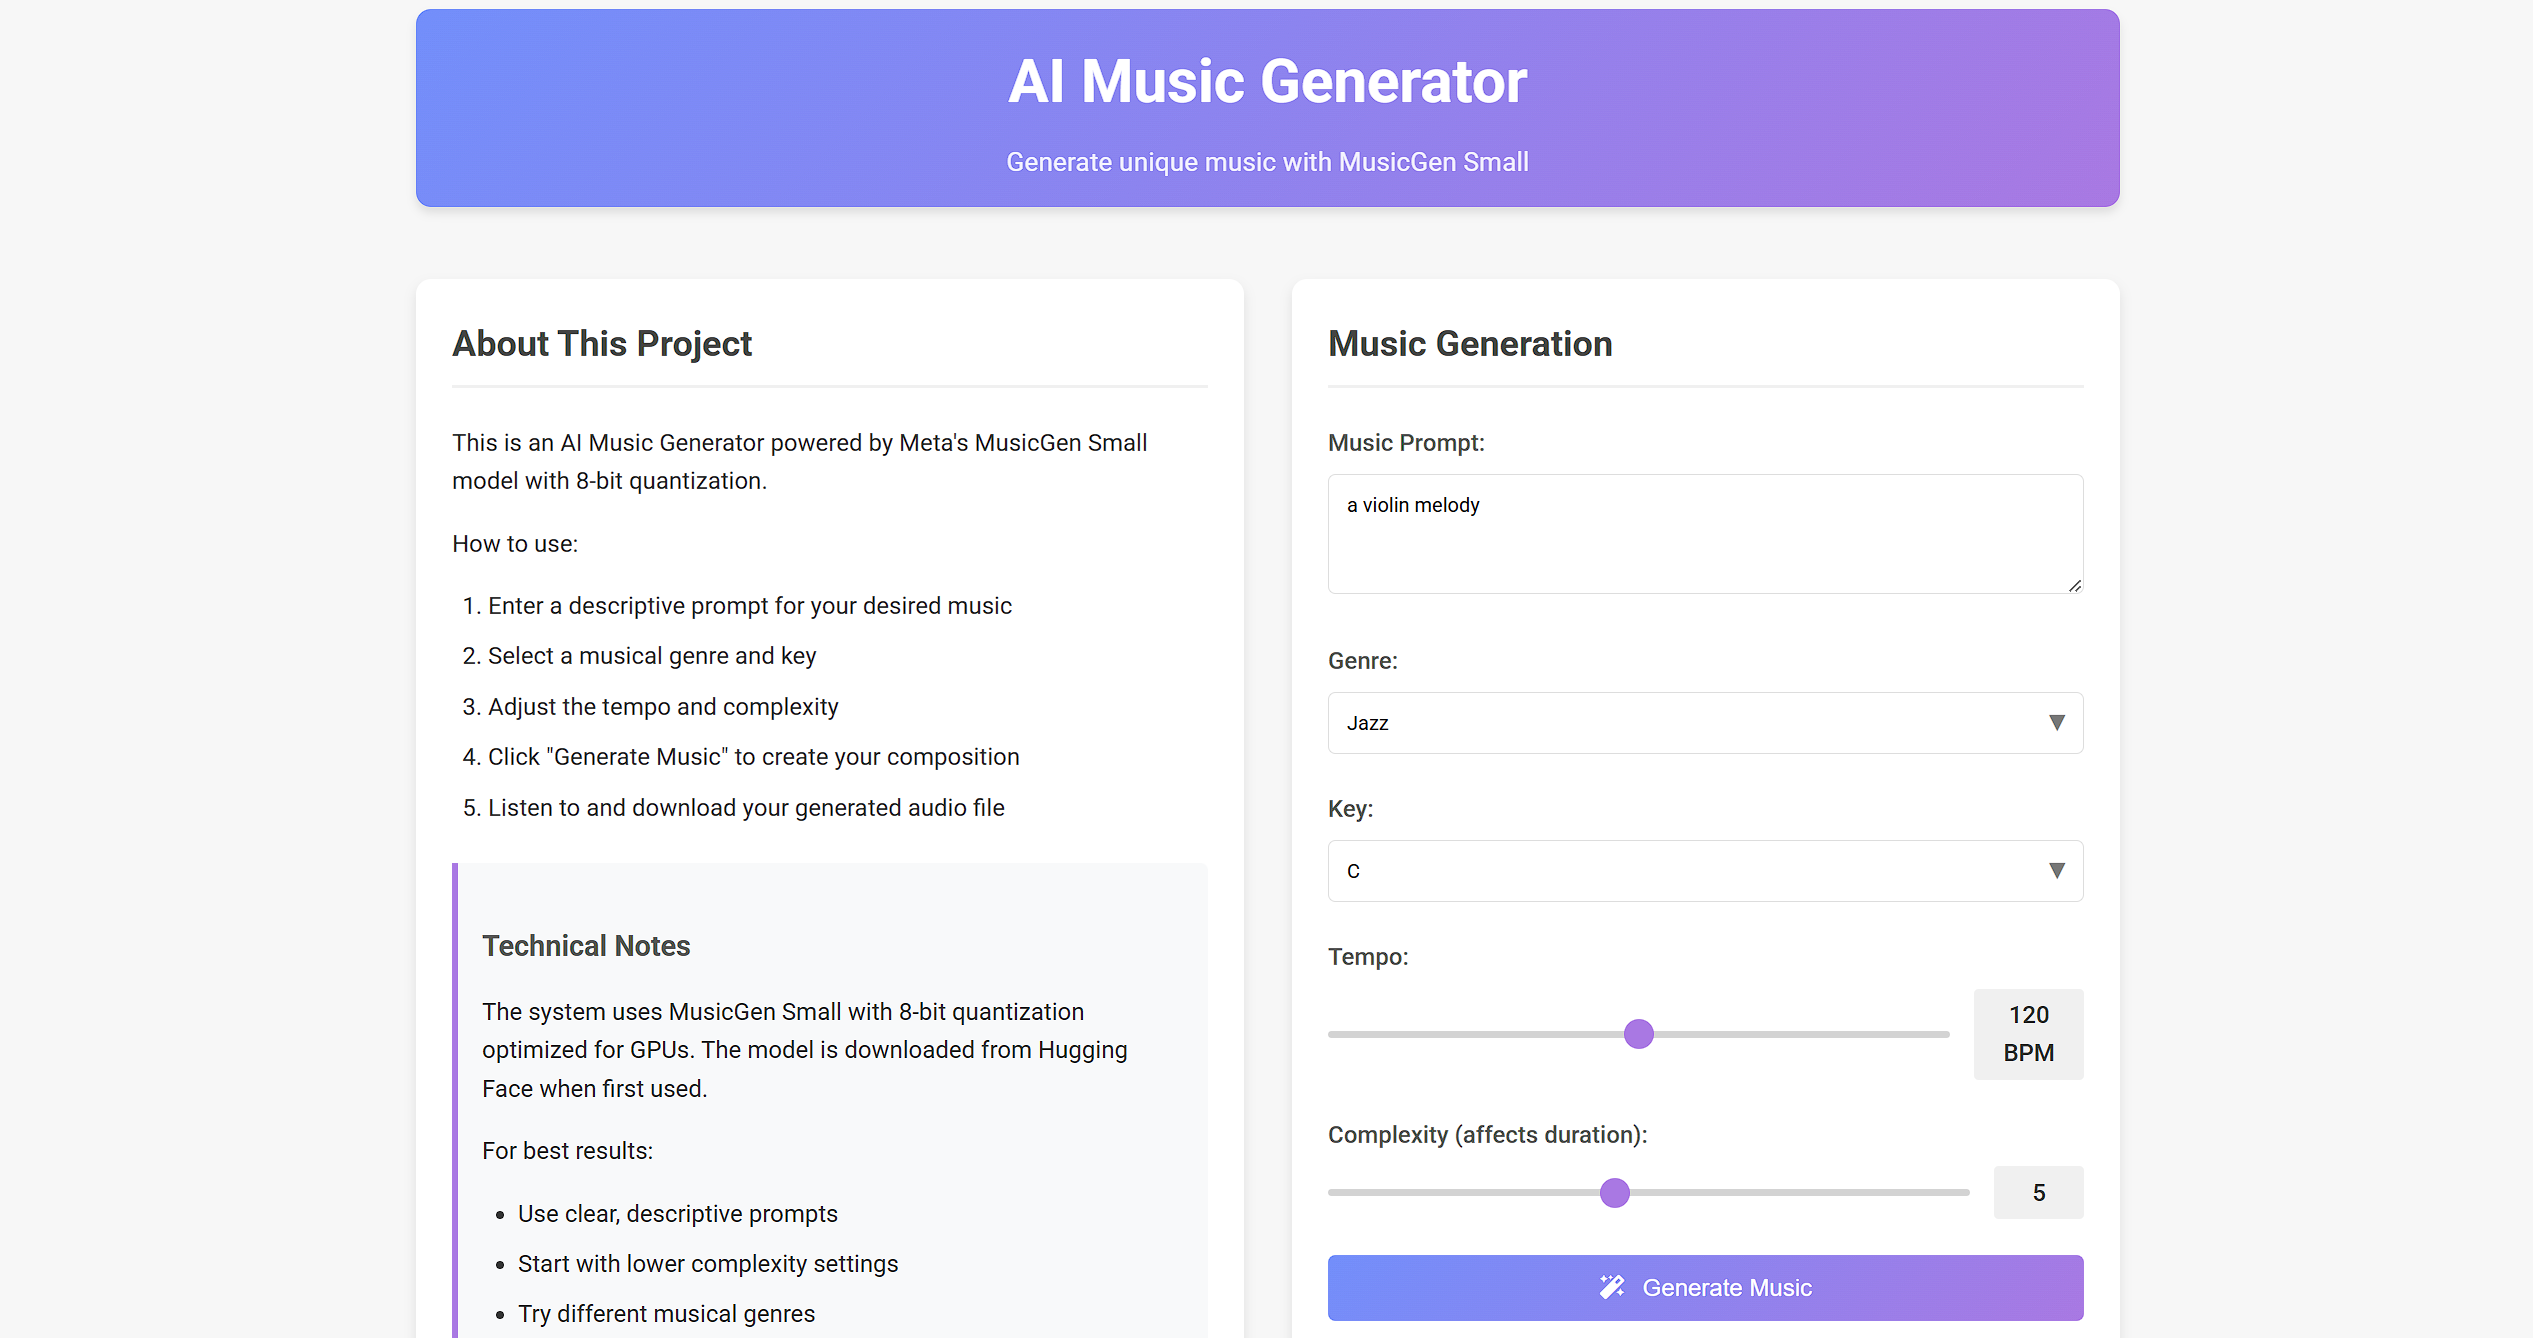 AI Music Generator
Generate unique music with MusicGen Small
About This Project
This is an AI Music Generator powered by Meta's MusicGen Small
model with 8-bit quantization.
How to use:
1. Enter a descriptive prompt for your desired music
2. Select a musical genre and key
3. Adjust the tempo and complexity
4. Click "Generate Music" to create your composition
5. Listen to and download your generated audio file
Technical Notes
The system uses MusicGen Small with 8-bit quantization
optimized for GPUs. The model is downloaded from Hugging
Face when first used.
For best results:
• Use clear, descriptive prompts
• Start with lower complexity settings
• Try different musical genres
Music Generation
Music Prompt:
a violin melody
Genre:
Jazz
Key:
C
Tempo:
120
BPM
Complexity (affects duration):
5
Generate Music